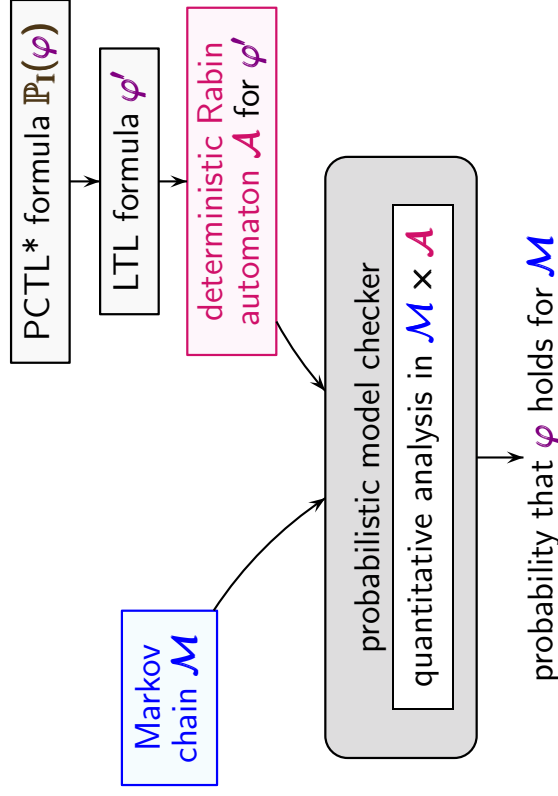 PCTL* formula ℙ_I(φ)
LTL formula φ'
deterministic Rabin
automaton 𝓐 for φ'
Markov
chain 𝓜
probabilistic model checker
quantitative analysis in 𝓜 × 𝓐
probability that φ holds for 𝓜